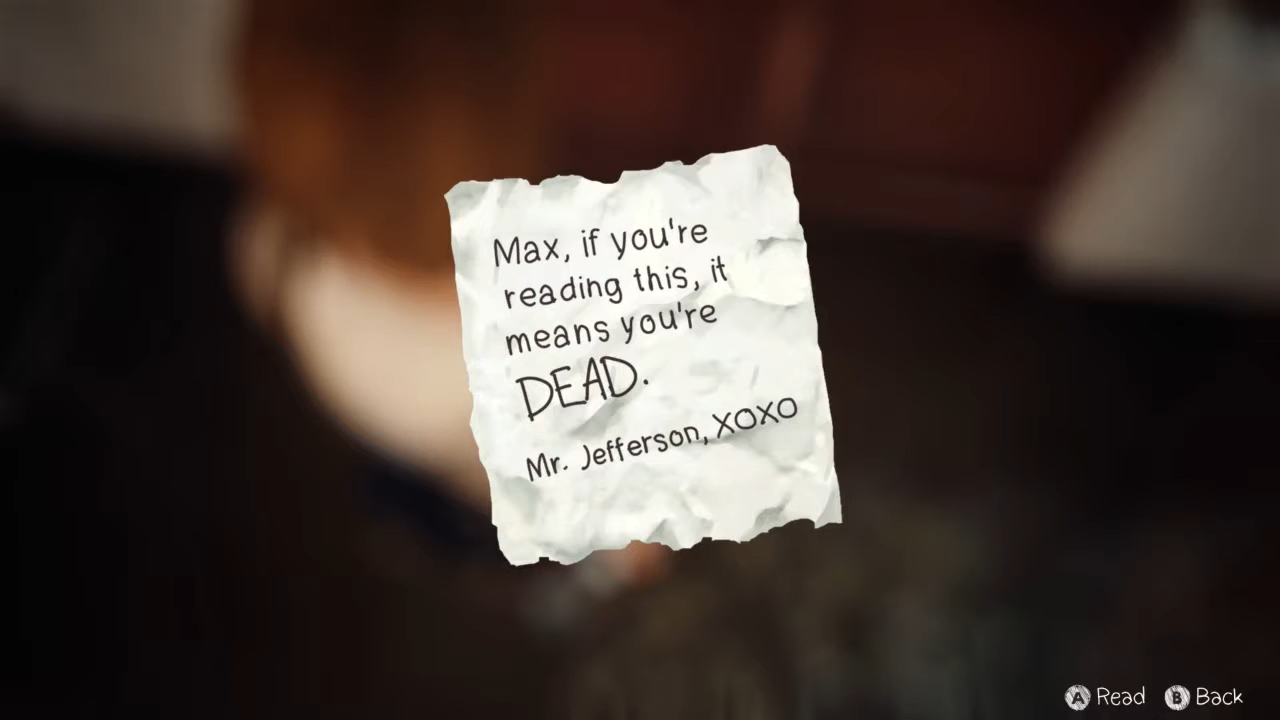 Max, if you're
reading this, it
means you're
DEAD.
Mr. Jefferson, XOXO
A Read B Back